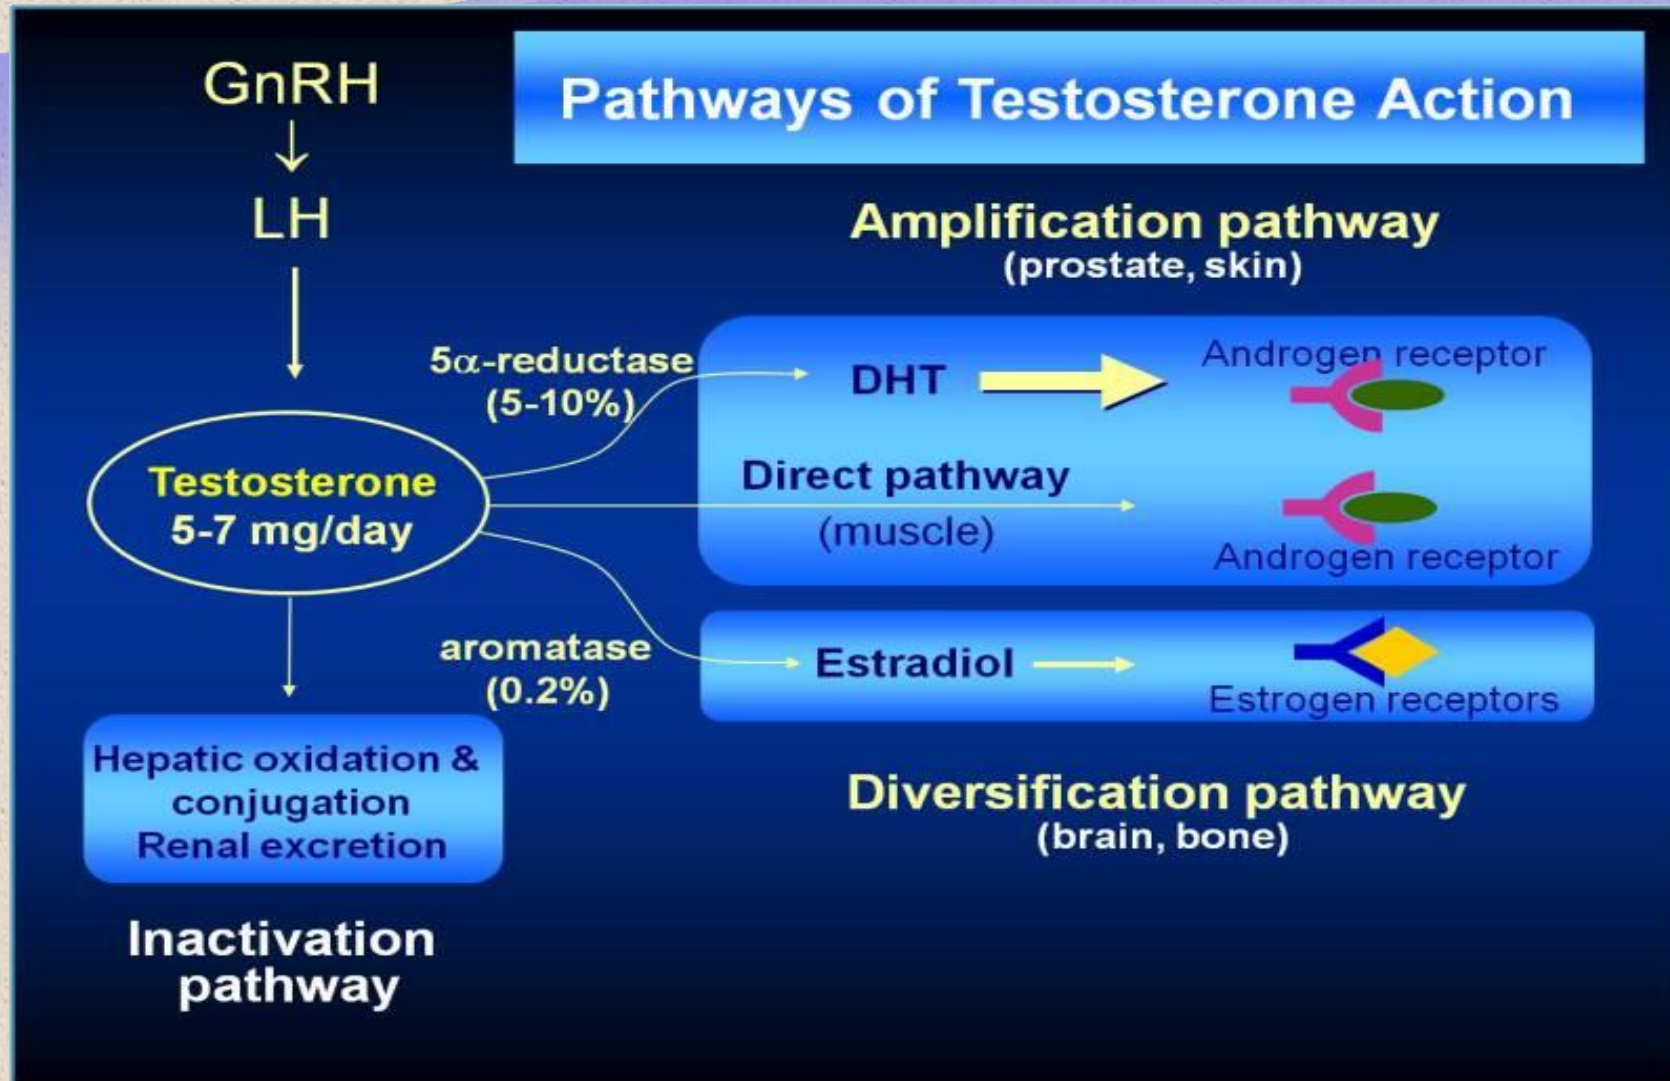 GnRH
Pathways of Testosterone Action
LH
Amplification pathway
(prostate, skin)
5α-reductase
(5-10%)
DHT
Androgen receptor
Testosterone
5-7 mg/day
Direct pathway
(muscle)
Androgen receptor
aromatase
(0.2%)
Estradiol
Estrogen receptors
Hepatic oxidation &
conjugation
Renal excretion
Diversification pathway
(brain, bone)
Inactivation
pathway